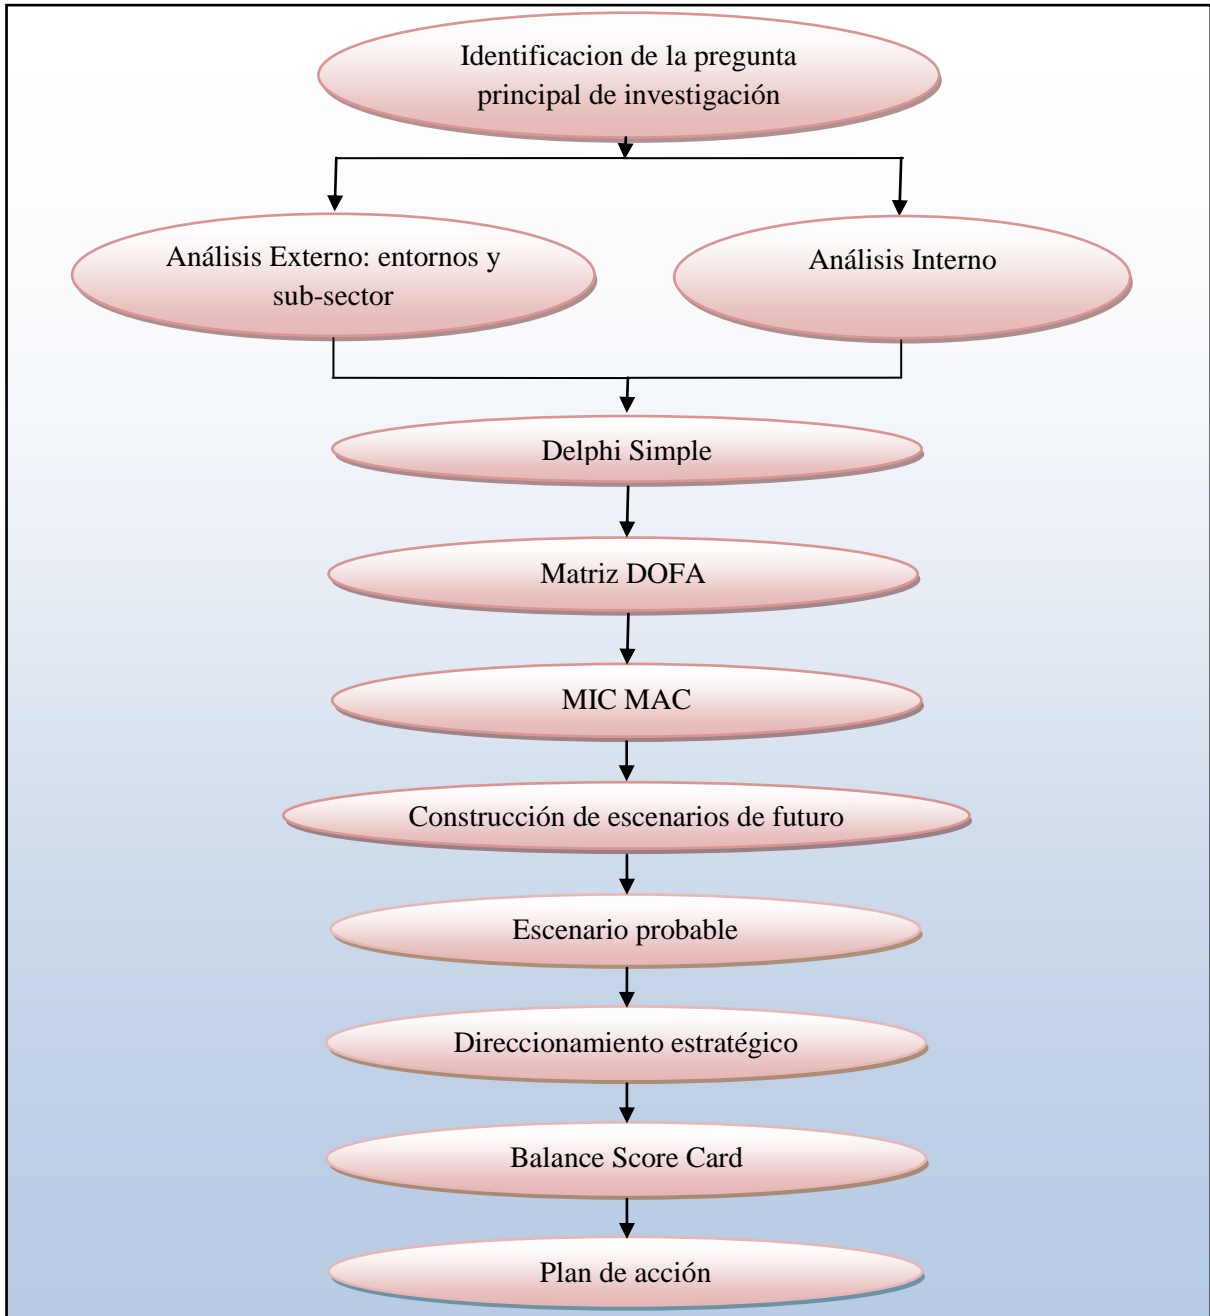 Identificacion de la pregunta
principal de investigación
Análisis Externo: entornos y
sub-sector
Análisis Interno
Delphi Simple
Matriz DOFA
MIC MAC
Construcción de escenarios de futuro
Escenario probable
Direccionamiento estratégico
Balance Score Card
Plan de acción